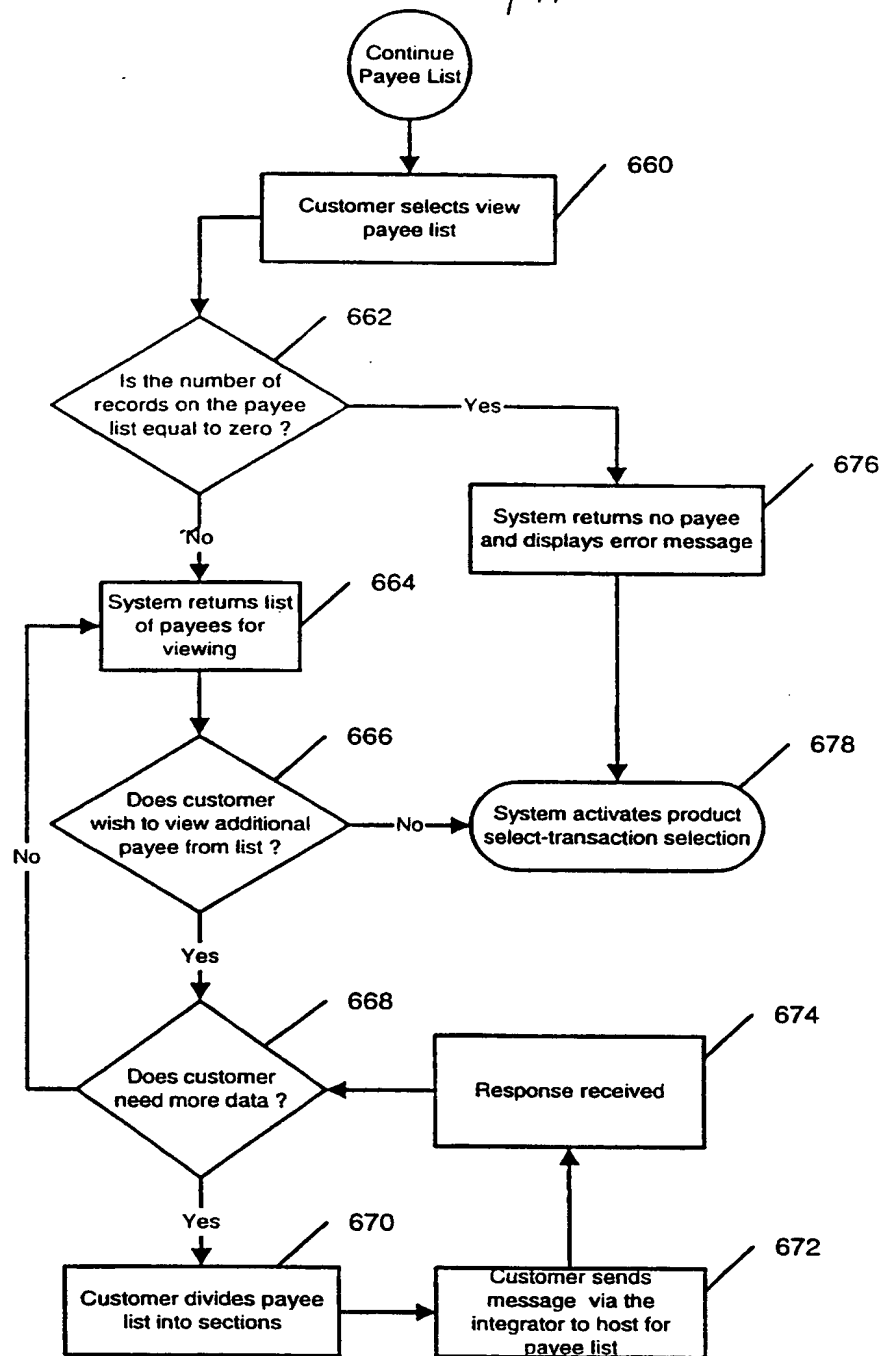 Continue
Payee List
660
Customer selects view
payee list
662
Is the number of
records on the payee
list equal to zero ?
Yes
676
System returns no payee
and displays error message
No
664
System returns list
of payees for
viewing
666
Does customer
wish to view additional
payee from list ?
No
678
System activates product
select-transaction selection
No
Yes
668
Does customer
need more data ?
674
Response received
Yes
670
Customer divides payee
list into sections
672
Customer sends
message via the
integrator to host for
payee list